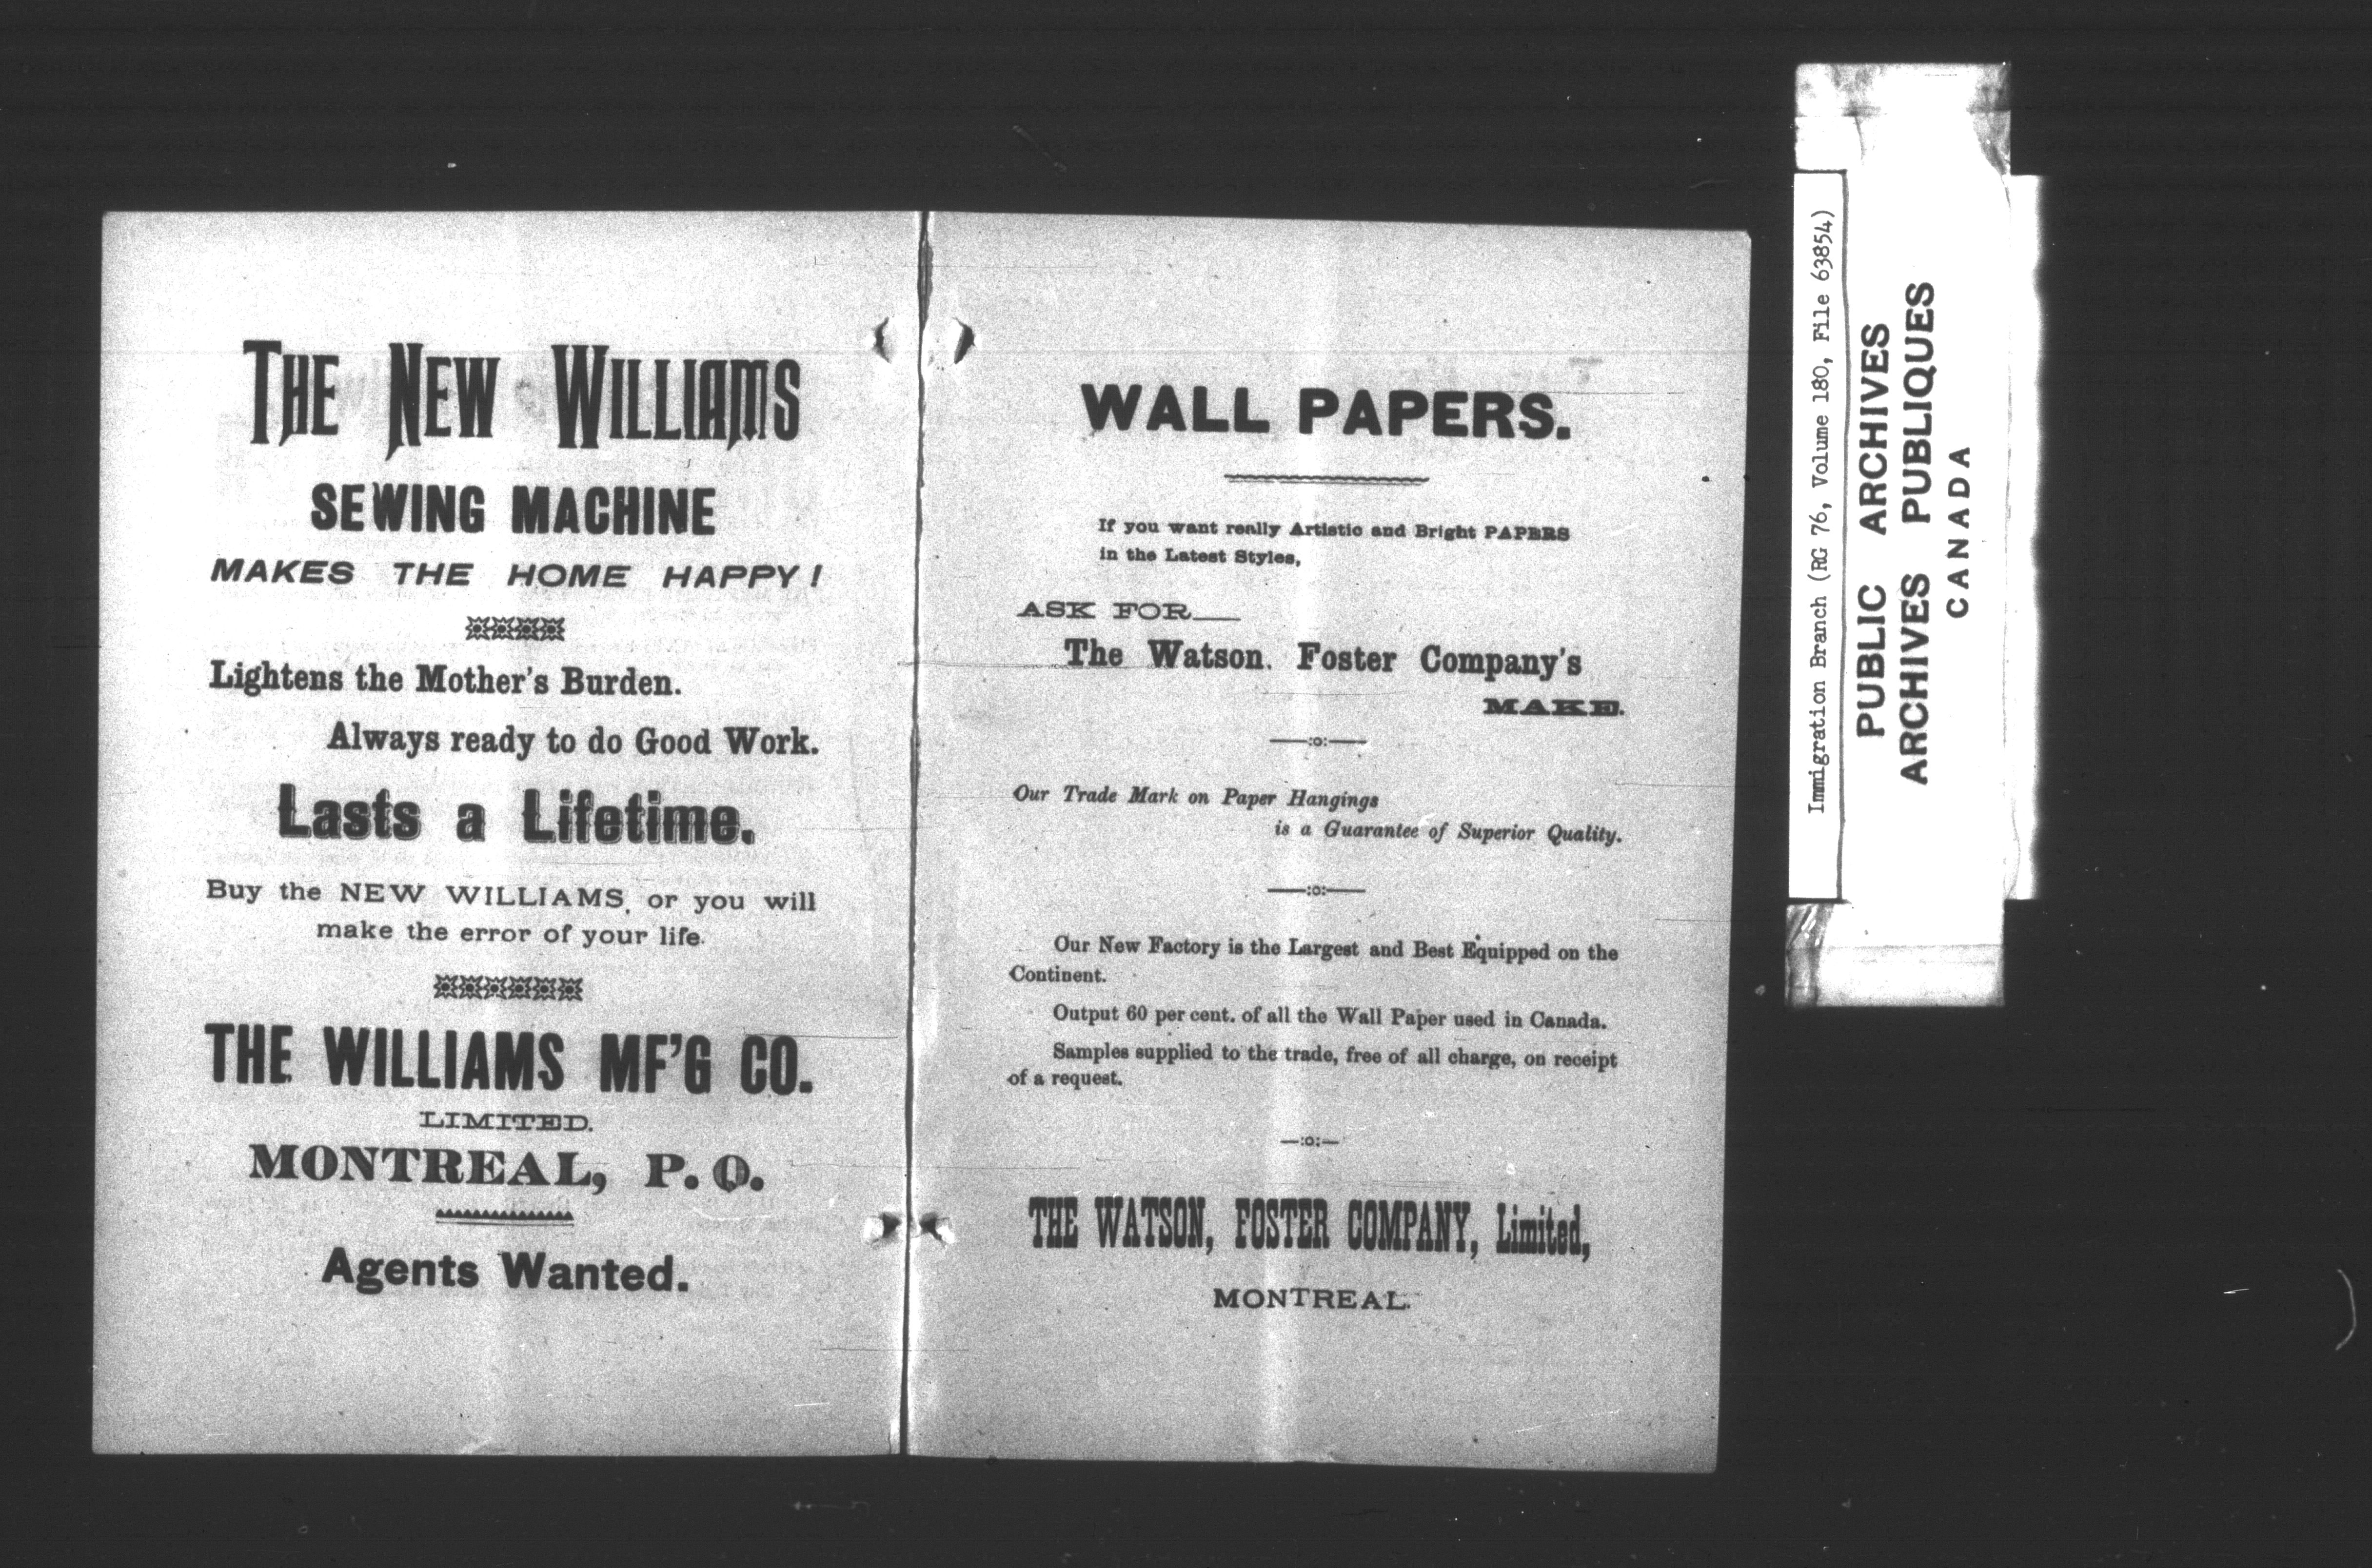 THE NEW WILLIAMS
SEWING MACHINE
MAKES THE HOME HAPPY!
Lightens the Mother's Burden.
Always ready to do Good Work.
Lasts a Lifetime.
Buy the NEW WILLIAMS, or you will
make the error of your life.
THE WILLIAMS MF'G CO.
LIMITED.
MONTREAL, P. Q.
Agents Wanted.
WALL PAPERS.
If you want really Artistic and Bright PAPERS
in the Latest Styles,
ASK FOR
The Watson, Foster Company's
MAKE.
—:o:—
Our Trade Mark on Paper Hangings
is a Guarantee of Superior Quality.
—:o:—
Our New Factory is the Largest and Best Equipped on the
Continent.
Output 60 per cent. of all the Wall Paper used in Canada.
Samples supplied to the trade, free of all charge, on receipt
of a request.
—:o:—
THE WATSON, FOSTER COMPANY, Limited,
MONTREAL.
Immigration Branch (RG 76, Volume 180, File 63854)
PUBLIC ARCHIVES
ARCHIVES PUBLIQUES
CANADA